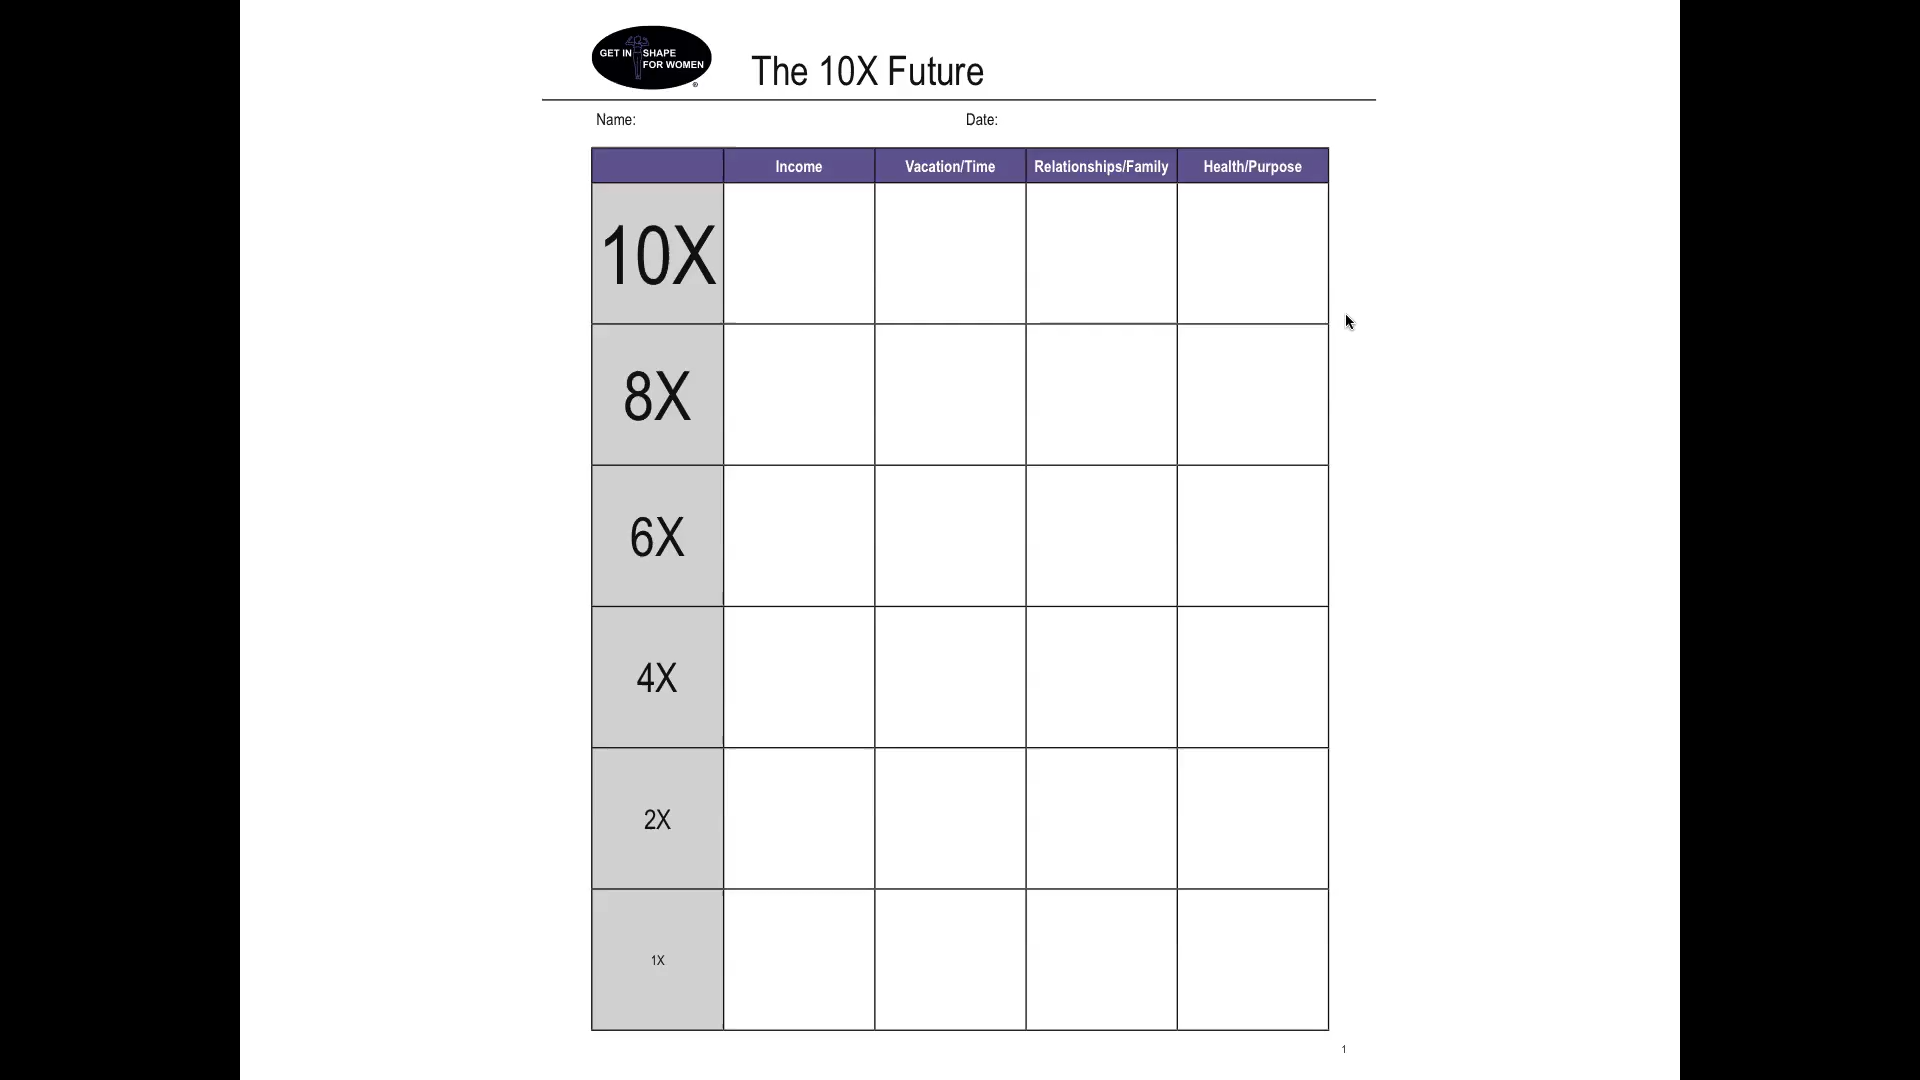 GET IN SHAPE
FOR WOMEN
®
The 10X Future
Name: Date:
Income Vacation/Time Relationships/Family Health/Purpose
10X
8X
6X
4X
2X
1X
1